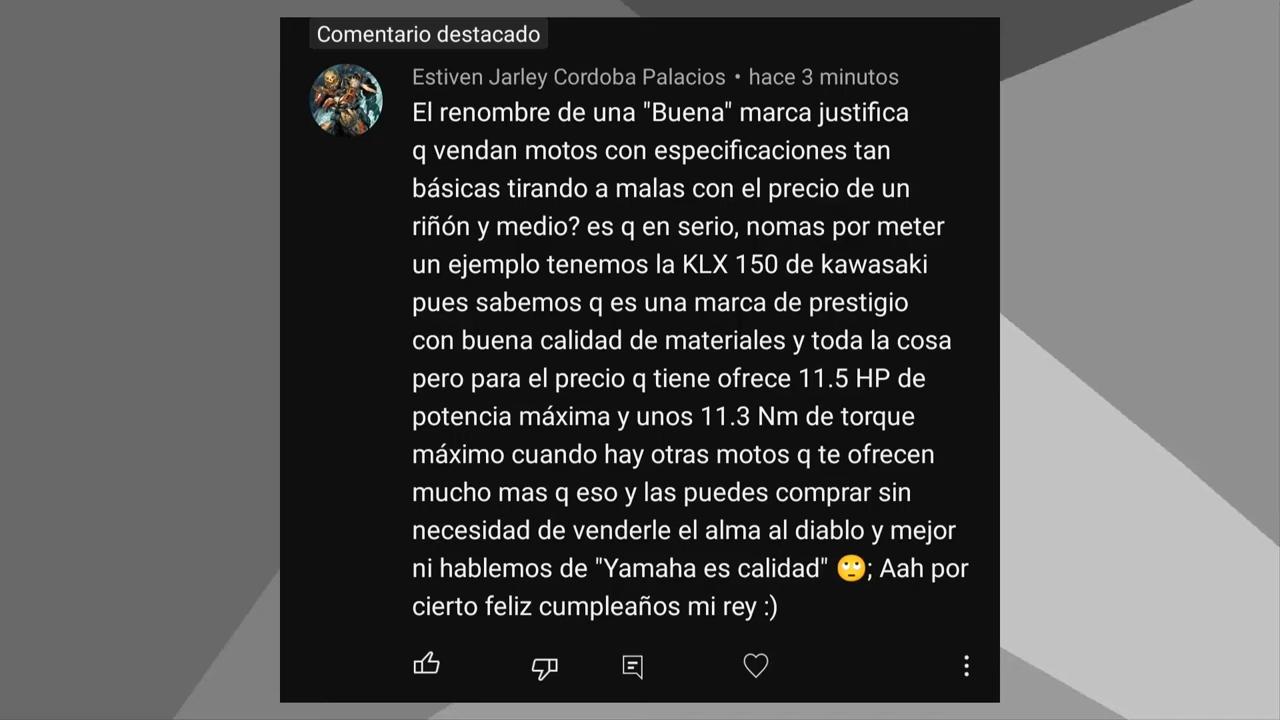 Comentario destacado
Estiven Jarley Cordoba Palacios • hace 3 minutos
El renombre de una "Buena" marca justifica
q vendan motos con especificaciones tan
básicas tirando a malas con el precio de un
riñón y medio? es q en serio, nomas por meter
un ejemplo tenemos la KLX 150 de kawasaki
pues sabemos q es una marca de prestigio
con buena calidad de materiales y toda la cosa
pero para el precio q tiene ofrece 11.5 HP de
potencia máxima y unos 11.3 Nm de torque
máximo cuando hay otras motos q te ofrecen
mucho mas q eso y las puedes comprar sin
necesidad de venderle el alma al diablo y mejor
ni hablemos de "Yamaha es calidad" 🙄; Aah por
cierto feliz cumpleaños mi rey :)